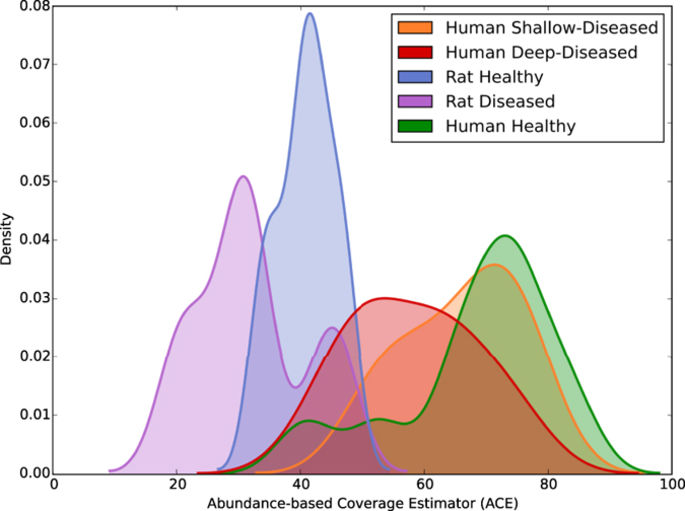 0.08
0.07
0.06
0.05
0.04
0.03
0.02
0.01
0.00
Density
Human Shallow-Diseased
Human Deep-Diseased
Rat Healthy
Rat Diseased
Human Healthy
0 20 40 60 80 100
Abundance-based Coverage Estimator (ACE)